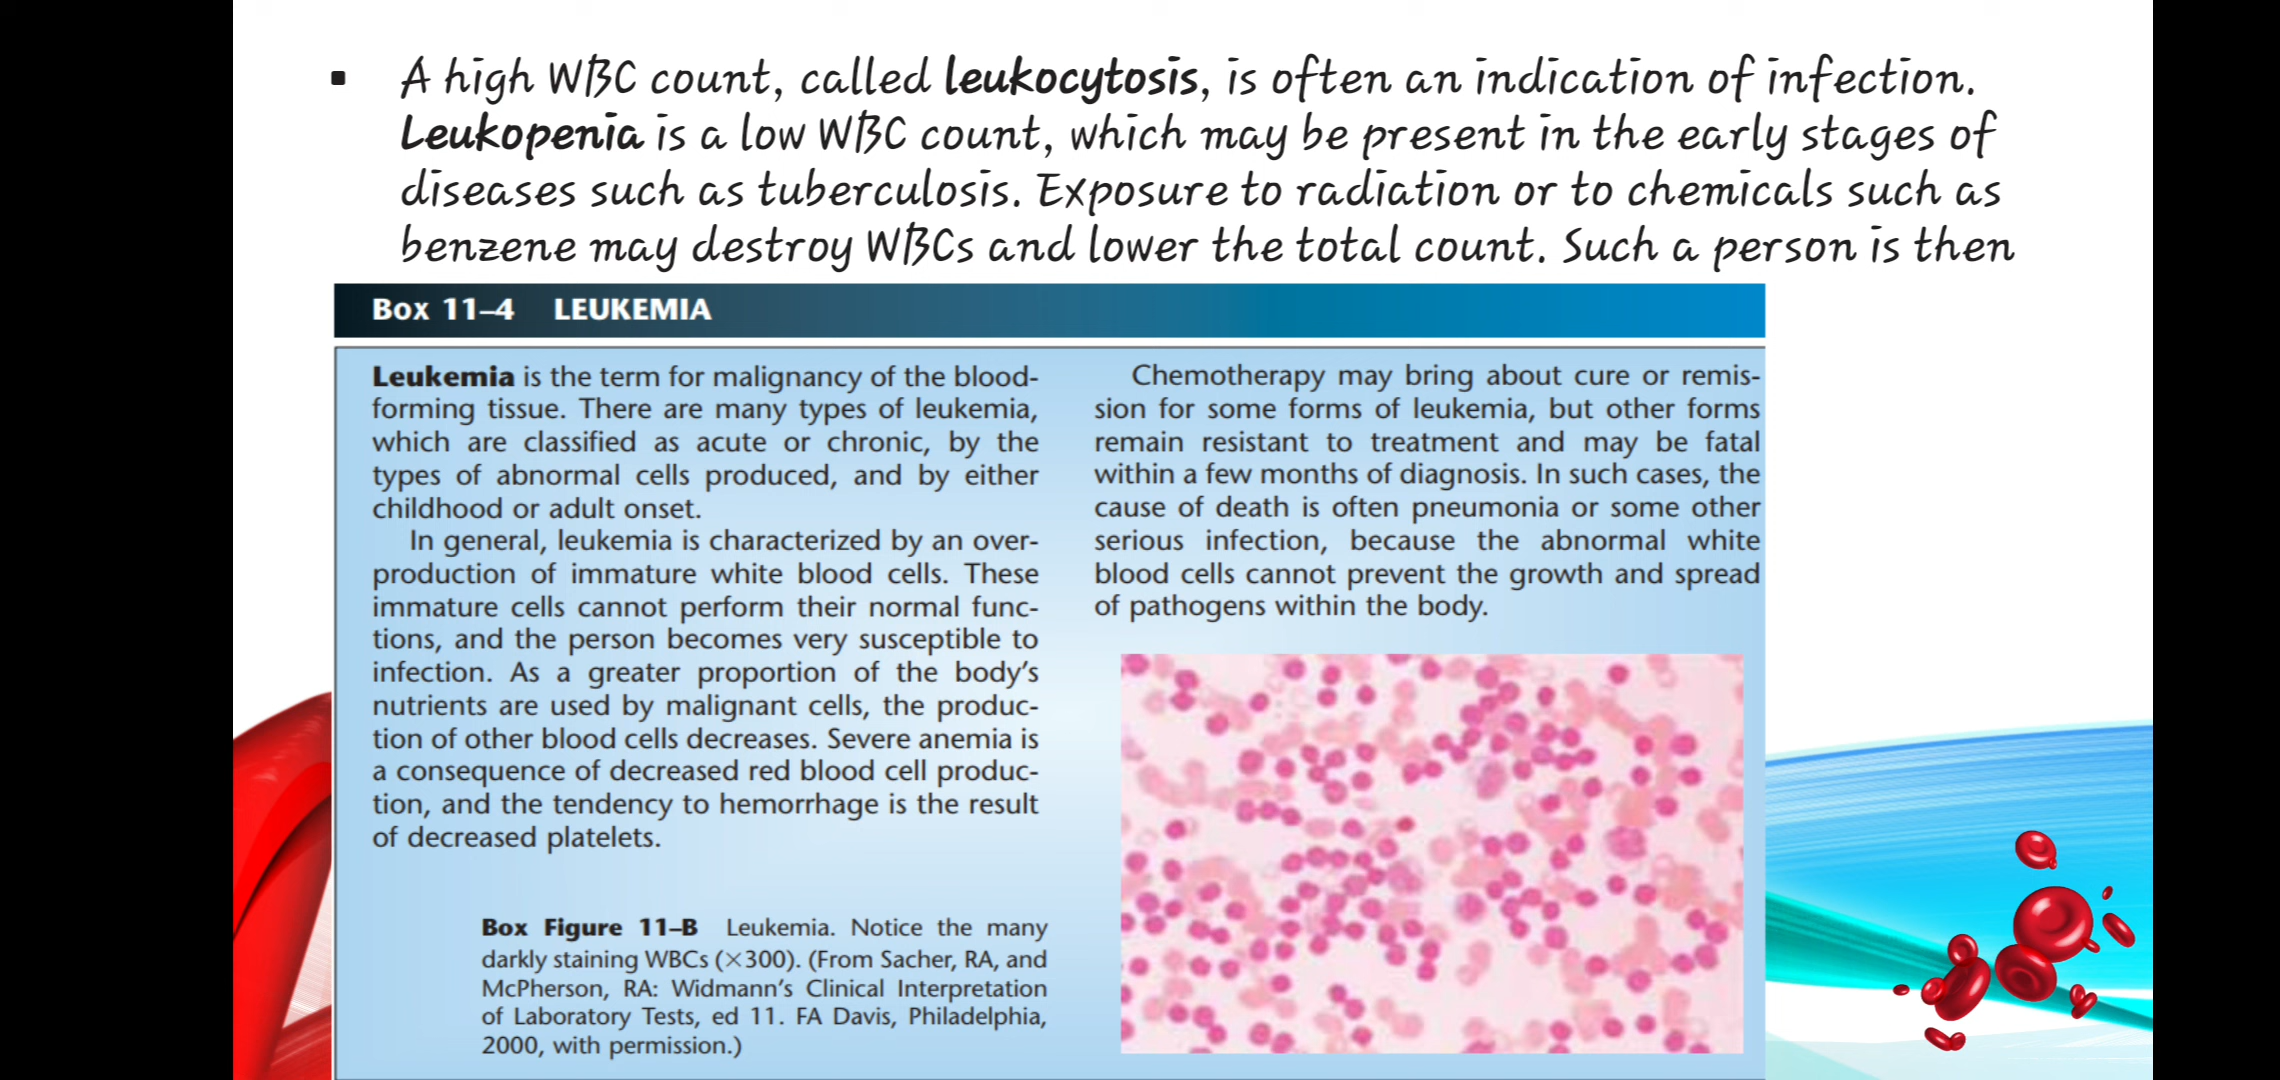 ▪ A high WBC count, called leukocytosis, is often an indication of infection.
Leukopenia is a low WBC count, which may be present in the early stages of
diseases such as tuberculosis. Exposure to radiation or to chemicals such as
benzene may destroy WBCs and lower the total count. Such a person is then
Box 11–4 LEUKEMIA
Leukemia is the term for malignancy of the blood-
forming tissue. There are many types of leukemia,
which are classified as acute or chronic, by the
types of abnormal cells produced, and by either
childhood or adult onset.
In general, leukemia is characterized by an over-
production of immature white blood cells. These
immature cells cannot perform their normal func-
tions, and the person becomes very susceptible to
infection. As a greater proportion of the body’s
nutrients are used by malignant cells, the produc-
tion of other blood cells decreases. Severe anemia is
a consequence of decreased red blood cell produc-
tion, and the tendency to hemorrhage is the result
of decreased platelets.
Chemotherapy may bring about cure or remis-
sion for some forms of leukemia, but other forms
remain resistant to treatment and may be fatal
within a few months of diagnosis. In such cases, the
cause of death is often pneumonia or some other
serious infection, because the abnormal white
blood cells cannot prevent the growth and spread
of pathogens within the body.
Box Figure 11–B Leukemia. Notice the many
darkly staining WBCs (×300). (From Sacher, RA, and
McPherson, RA: Widmann’s Clinical Interpretation
of Laboratory Tests, ed 11. FA Davis, Philadelphia,
2000, with permission.)